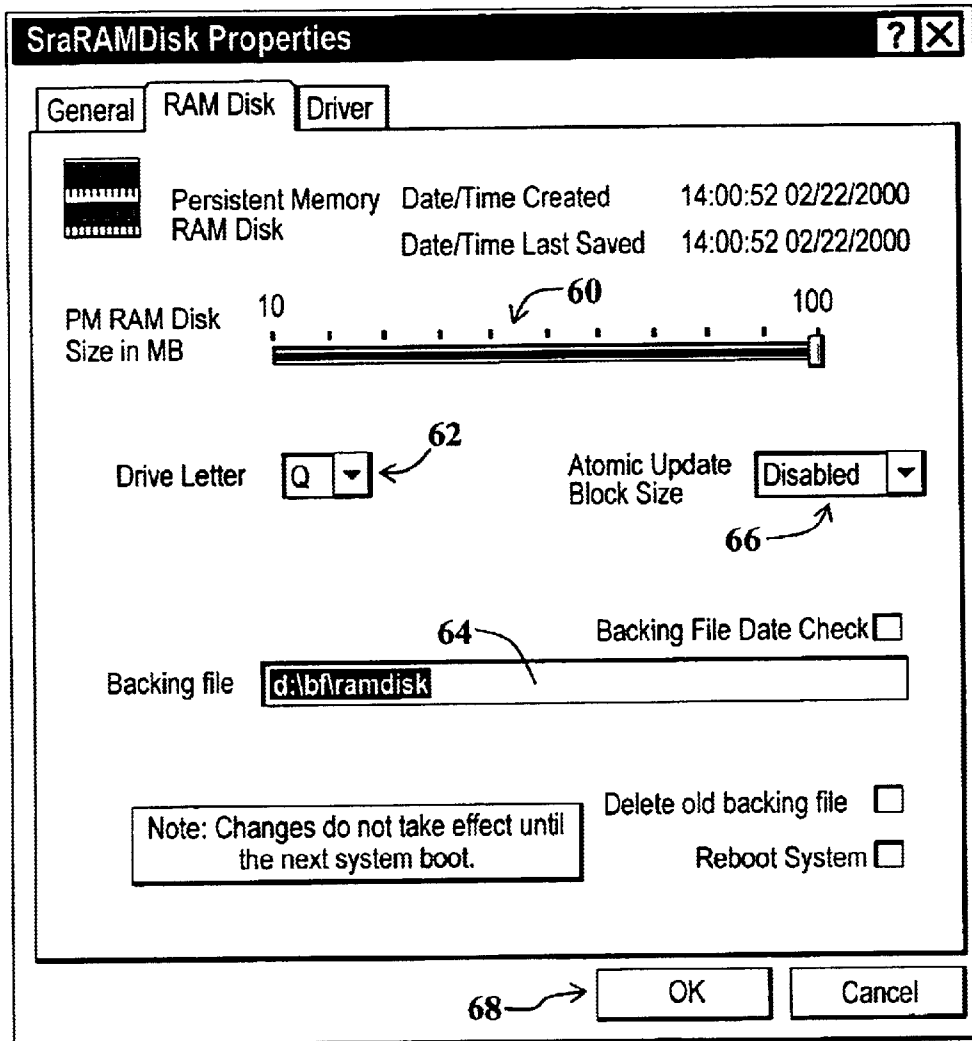 SraRAMDisk Properties ? X
General RAM Disk Driver
Persistent Memory RAM Disk
Date/Time Created 14:00:52 02/22/2000
Date/Time Last Saved 14:00:52 02/22/2000
PM RAM Disk
Size in MB
10 60 100
Drive Letter Q 62
Atomic Update
Block Size
Disabled
66
64
Backing File Date Check
Backing file d:\bf\ramdisk
Note: Changes do not take effect until
the next system boot.
Delete old backing file
Reboot System
68 OK Cancel